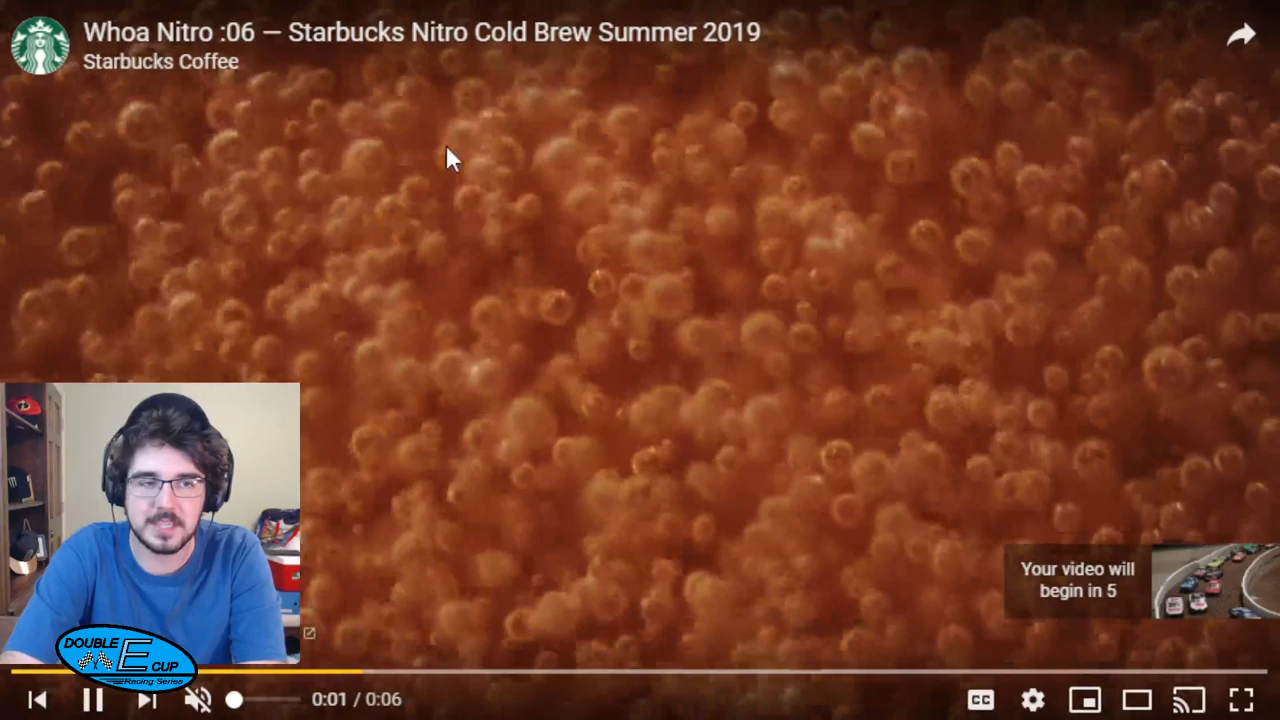 Whoa Nitro :06 — Starbucks Nitro Cold Brew Summer 2019
Starbucks Coffee
Your video will
begin in 5
DOUBLE
E
CUP
Racing Series
0:01 / 0:06
CC